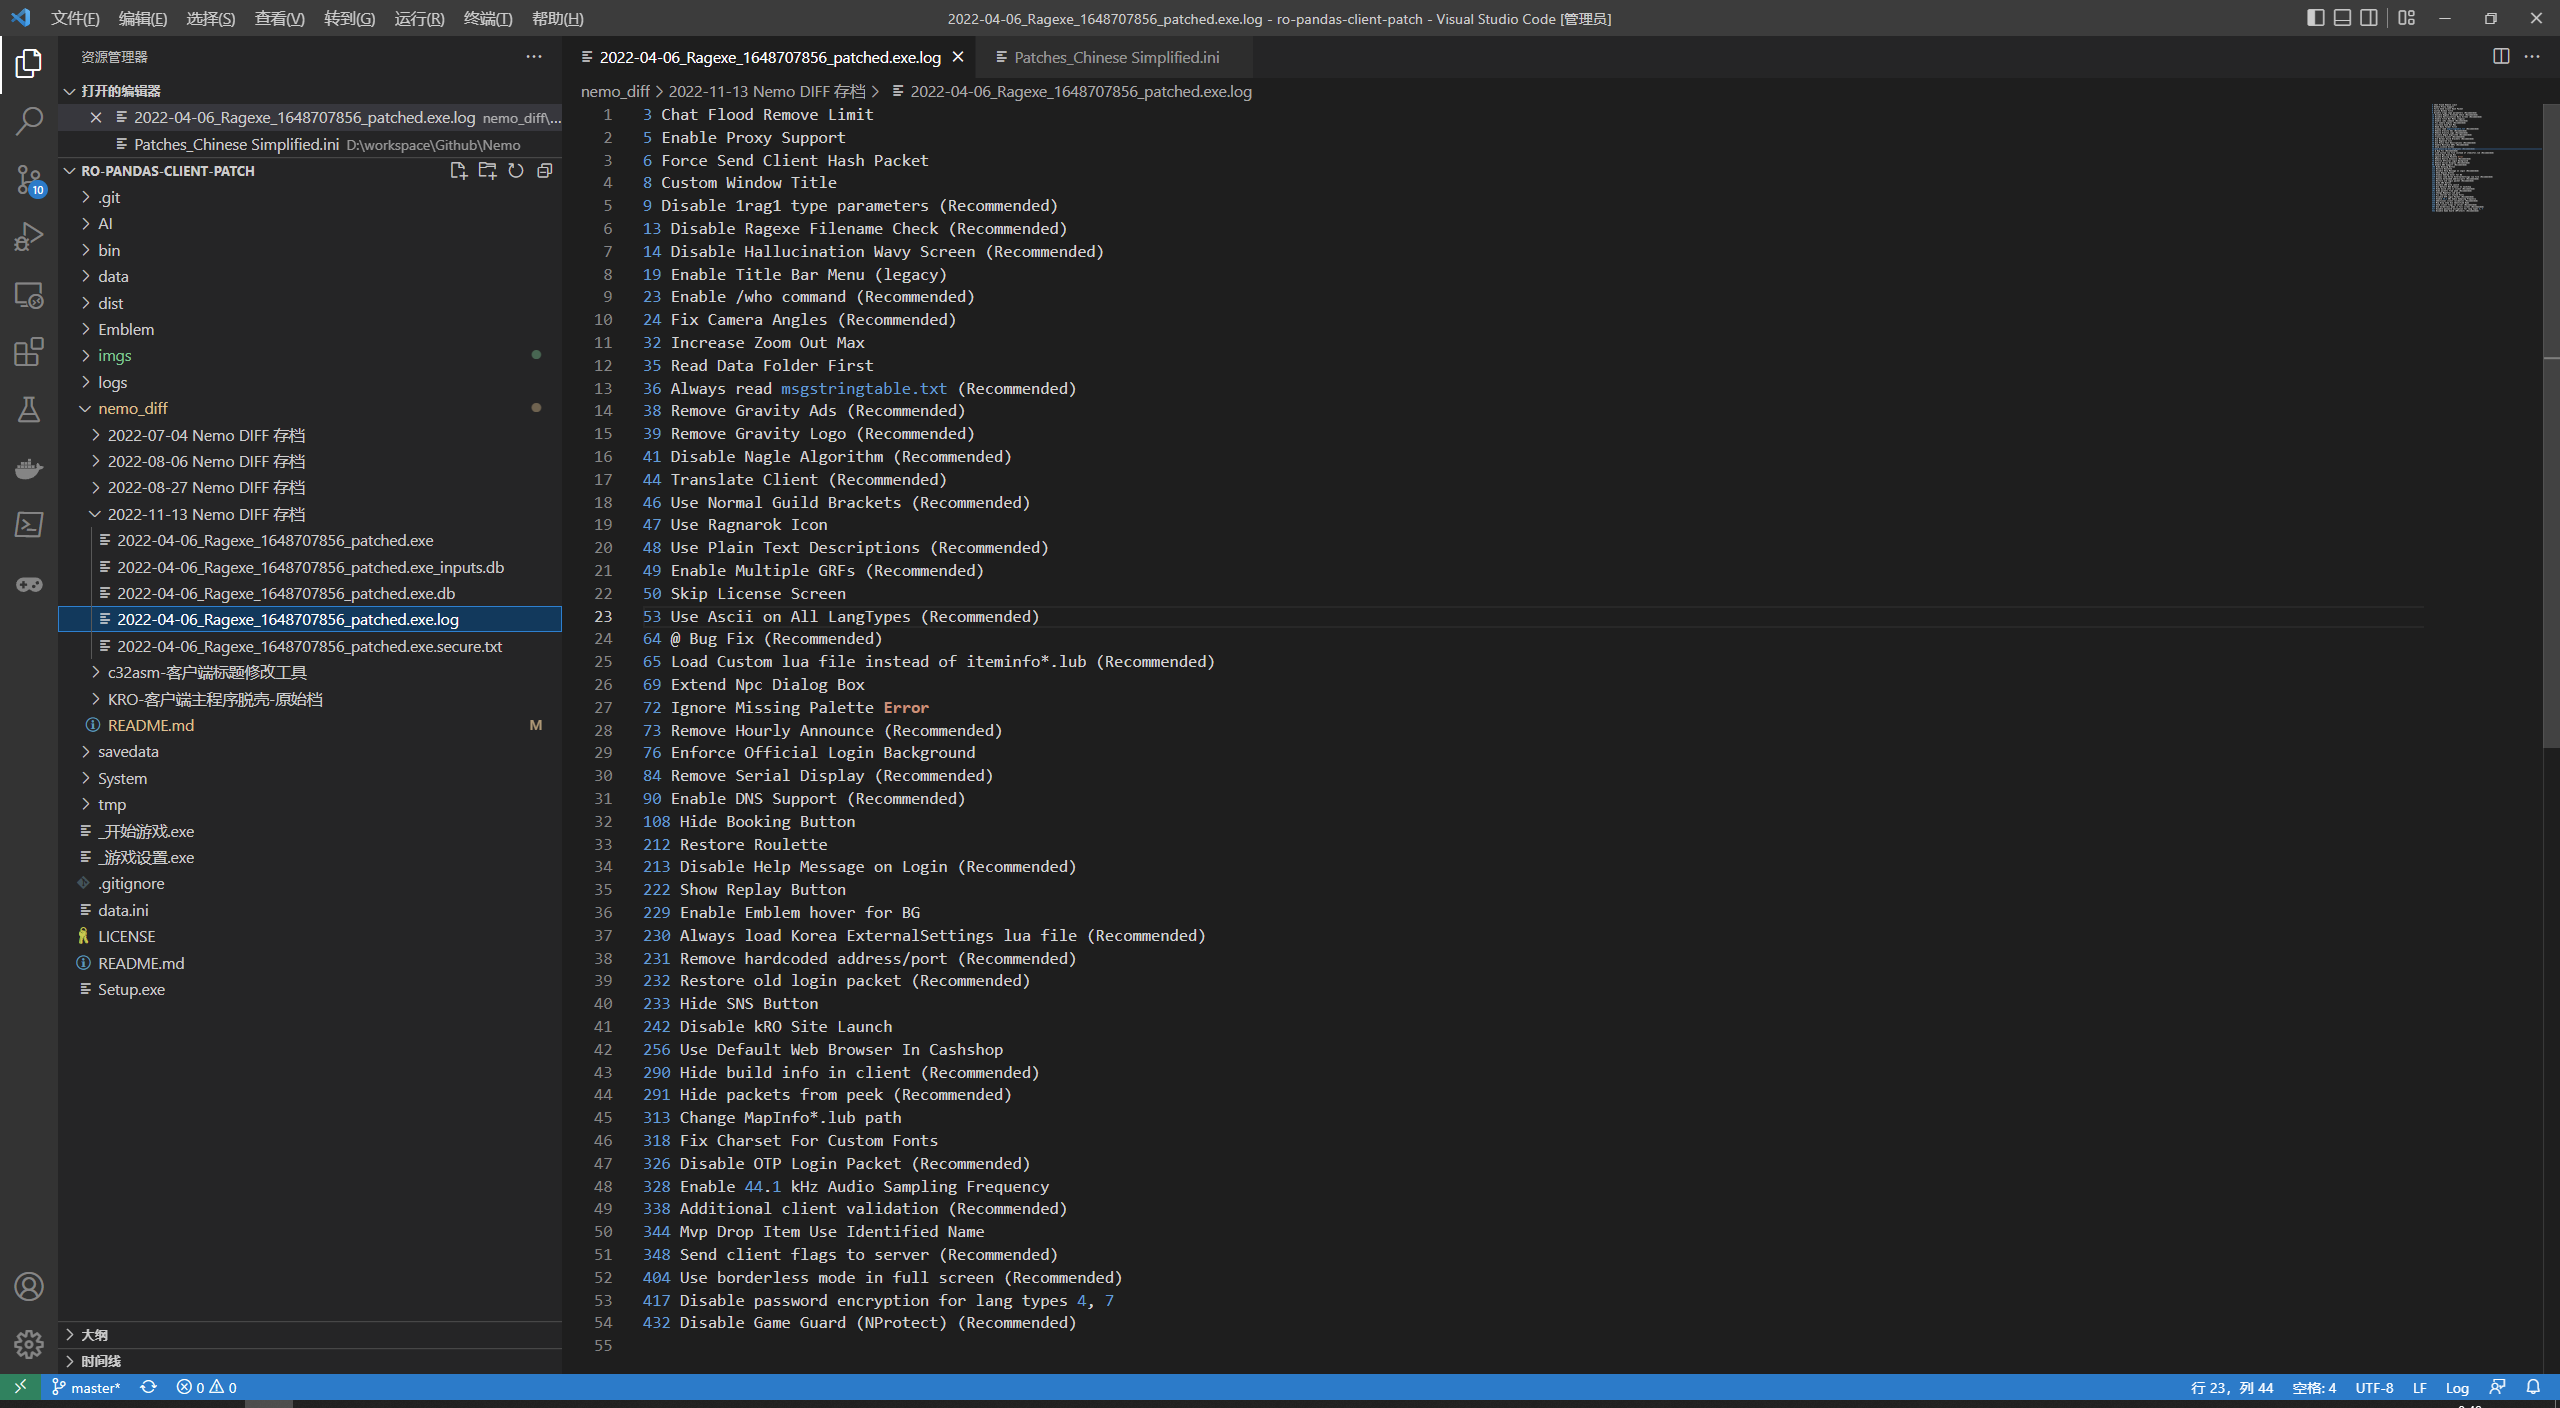 文件(F) 编辑(E) 选择(S) 查看(V) 转到(G) 运行(R) 终端(T) 帮助(H)
2022-04-06_Ragexe_1648707856_patched.exe.log - ro-pandas-client-patch - Visual Studio Code [管理员]
资源管理器
打开的编辑器
2022-04-06_Ragexe_1648707856_patched.exe.log nemo_diff\...
Patches_Chinese Simplified.ini D:\workspace\Github\Nemo
RO-PANDAS-CLIENT-PATCH
10
.git
AI
bin
data
dist
Emblem
imgs
logs
nemo_diff
2022-07-04 Nemo DIFF 存档
2022-08-06 Nemo DIFF 存档
2022-08-27 Nemo DIFF 存档
2022-11-13 Nemo DIFF 存档
2022-04-06_Ragexe_1648707856_patched.exe
2022-04-06_Ragexe_1648707856_patched.exe_inputs.db
2022-04-06_Ragexe_1648707856_patched.exe.db
2022-04-06_Ragexe_1648707856_patched.exe.log
2022-04-06_Ragexe_1648707856_patched.exe.secure.txt
c32asm-客户端标题修改工具
KRO-客户端主程序脱壳-原始档
README.md M
savedata
System
tmp
_开始游戏.exe
_游戏设置.exe
.gitignore
data.ini
LICENSE
README.md
Setup.exe
大纲
时间线
2022-04-06_Ragexe_1648707856_patched.exe.log
Patches_Chinese Simplified.ini
nemo_diff > 2022-11-13 Nemo DIFF 存档 > 2022-04-06_Ragexe_1648707856_patched.exe.log
1 3 Chat Flood Remove Limit
2 5 Enable Proxy Support
3 6 Force Send Client Hash Packet
4 8 Custom Window Title
5 9 Disable 1rag1 type parameters (Recommended)
6 13 Disable Ragexe Filename Check (Recommended)
7 14 Disable Hallucination Wavy Screen (Recommended)
8 19 Enable Title Bar Menu (legacy)
9 23 Enable /who command (Recommended)
10 24 Fix Camera Angles (Recommended)
11 32 Increase Zoom Out Max
12 35 Read Data Folder First
13 36 Always read msgstringtable.txt (Recommended)
14 38 Remove Gravity Ads (Recommended)
15 39 Remove Gravity Logo (Recommended)
16 41 Disable Nagle Algorithm (Recommended)
17 44 Translate Client (Recommended)
18 46 Use Normal Guild Brackets (Recommended)
19 47 Use Ragnarok Icon
20 48 Use Plain Text Descriptions (Recommended)
21 49 Enable Multiple GRFs (Recommended)
22 50 Skip License Screen
23 53 Use Ascii on All LangTypes (Recommended)
24 64 @ Bug Fix (Recommended)
25 65 Load Custom lua file instead of iteminfo*.lub (Recommended)
26 69 Extend Npc Dialog Box
27 72 Ignore Missing Palette Error
28 73 Remove Hourly Announce (Recommended)
29 76 Enforce Official Login Background
30 84 Remove Serial Display (Recommended)
31 90 Enable DNS Support (Recommended)
32 108 Hide Booking Button
33 212 Restore Roulette
34 213 Disable Help Message on Login (Recommended)
35 222 Show Replay Button
36 229 Enable Emblem hover for BG
37 230 Always load Korea ExternalSettings lua file (Recommended)
38 231 Remove hardcoded address/port (Recommended)
39 232 Restore old login packet (Recommended)
40 233 Hide SNS Button
41 242 Disable kRO Site Launch
42 256 Use Default Web Browser In Cashshop
43 290 Hide build info in client (Recommended)
44 291 Hide packets from peek (Recommended)
45 313 Change MapInfo*.lub path
46 318 Fix Charset For Custom Fonts
47 326 Disable OTP Login Packet (Recommended)
48 328 Enable 44.1 kHz Audio Sampling Frequency
49 338 Additional client validation (Recommended)
50 344 Mvp Drop Item Use Identified Name
51 348 Send client flags to server (Recommended)
52 404 Use borderless mode in full screen (Recommended)
53 417 Disable password encryption for lang types 4, 7
54 432 Disable Game Guard (NProtect) (Recommended)
55
master* 0 0
行 23，列 44 空格: 4 UTF-8 LF Log